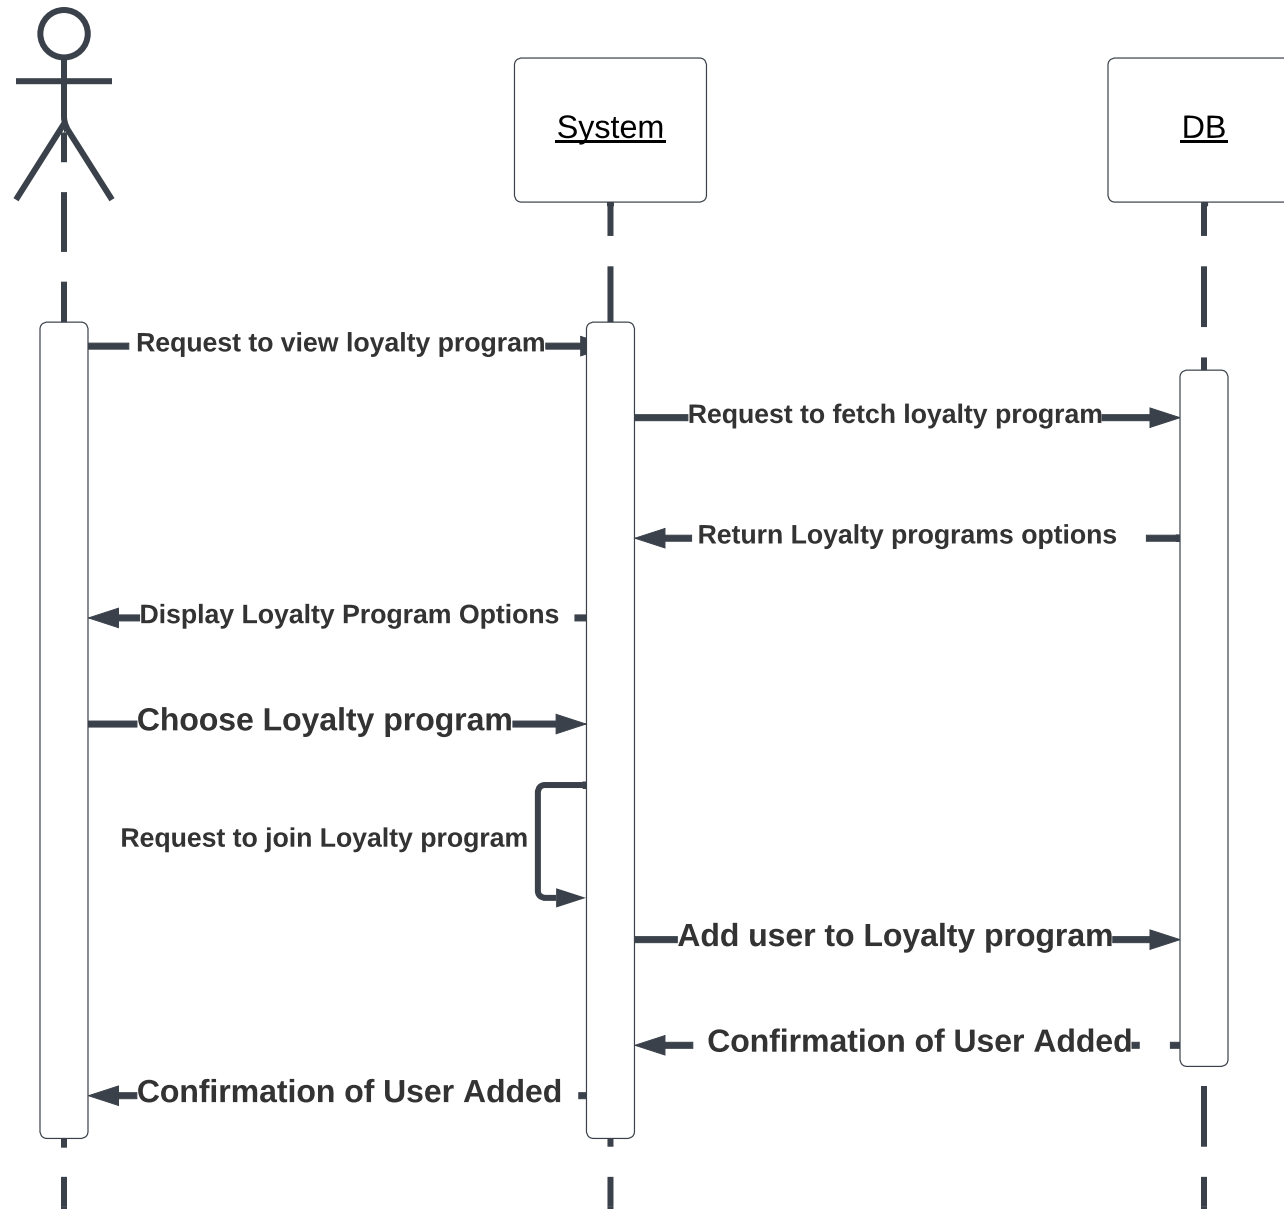 System
DB
Request to view loyalty program
Request to fetch loyalty program
Return Loyalty programs options
Display Loyalty Program Options
Choose Loyalty program
Request to join Loyalty program
Add user to Loyalty program
Confirmation of User Added
Confirmation of User Added